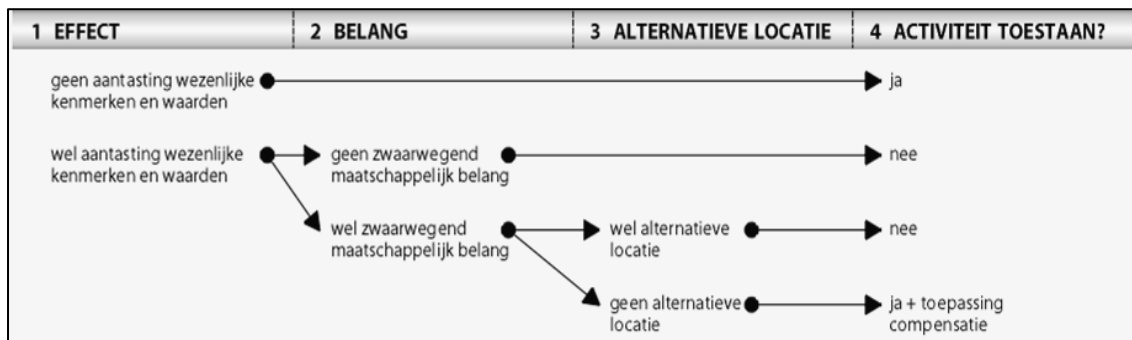 1 EFFECT
2 BELANG
3 ALTERNATIEVE LOCATIE
4 ACTIVITEIT TOESTAAN?
geen aantasting wezenlijke
kenmerken en waarden
ja
wel aantasting wezenlijke
kenmerken en waarden
geen zwaarwegend
maatschappelijk belang
nee
wel zwaarwegend
maatschappelijk belang
wel alternatieve
locatie
nee
geen alternatieve
locatie
ja + toepassing
compensatie